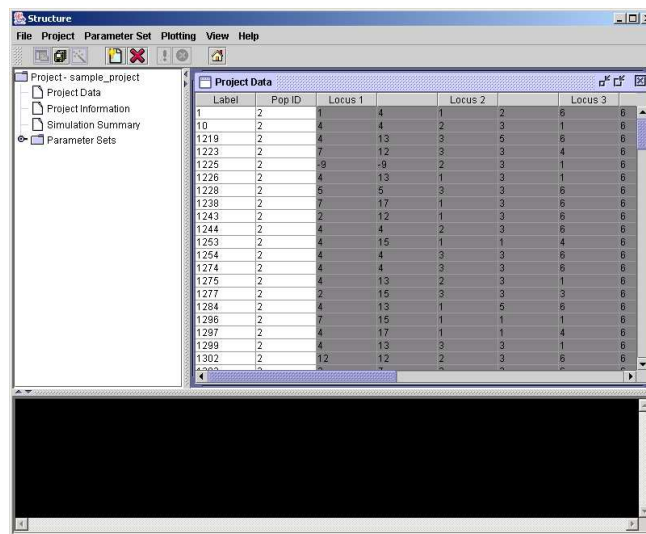 Structure
File Project Parameter Set Plotting View Help
Project - sample_project
Project Data
Project Information
Simulation Summary
Parameter Sets
Project Data
Label Pop ID Locus 1 Locus 2 Locus 3
1 2 1 4 1 2 6 6
10 2 4 4 2 3 1 6
1219 2 4 13 3 5 6 6
1223 2 7 12 3 3 4 6
1225 2 -9 -9 2 3 1 6
1226 2 4 13 1 3 1 6
1228 2 5 5 3 3 6 6
1238 2 7 17 1 3 6 6
1243 2 2 12 1 3 6 6
1244 2 4 4 2 3 6 6
1253 2 4 15 1 1 4 6
1254 2 4 4 3 3 6 6
1274 2 4 4 3 3 6 6
1275 2 4 13 2 3 1 6
1277 2 2 15 3 3 3 6
1284 2 4 13 1 5 6 6
1296 2 7 15 1 1 1 6
1297 2 4 17 1 1 4 6
1299 2 4 13 3 3 1 6
1302 2 12 12 2 3 6 6